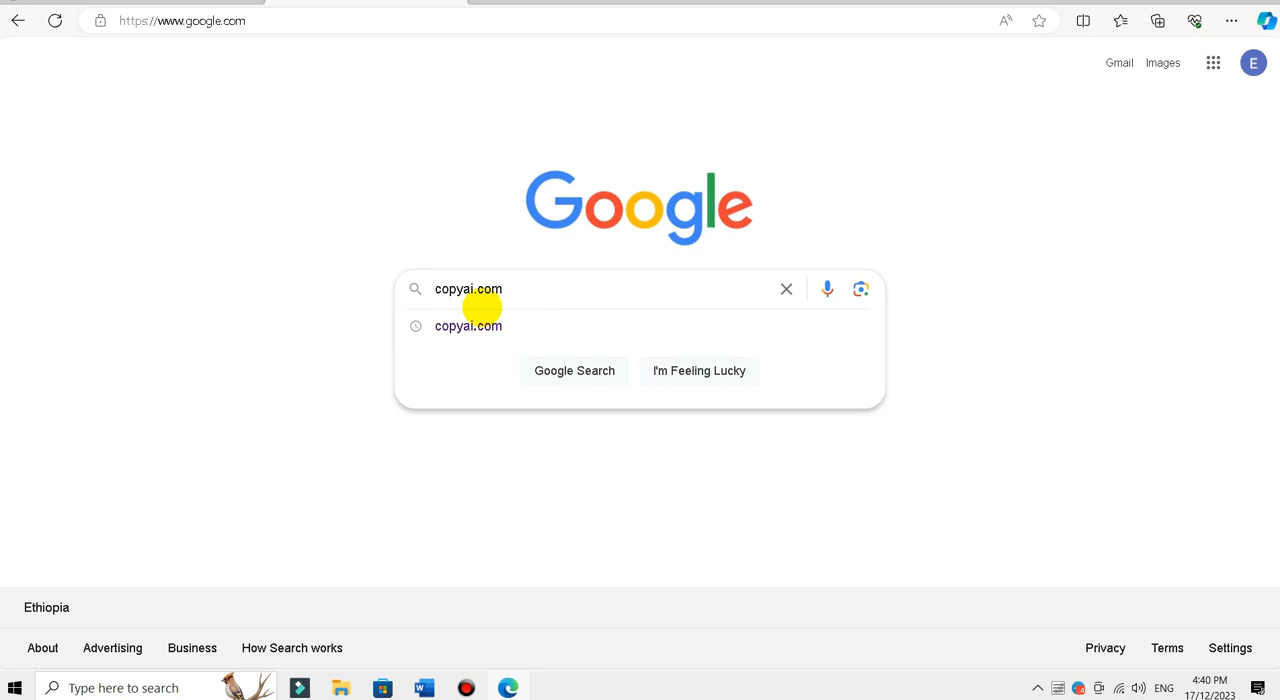 https://www.google.com
Gmail Images
E
Google
copyai.com
copyai.com
Google Search I'm Feeling Lucky
Ethiopia
About Advertising Business How Search works
Privacy Terms Settings
Type here to search
ENG
4:40 PM
17/12/2023